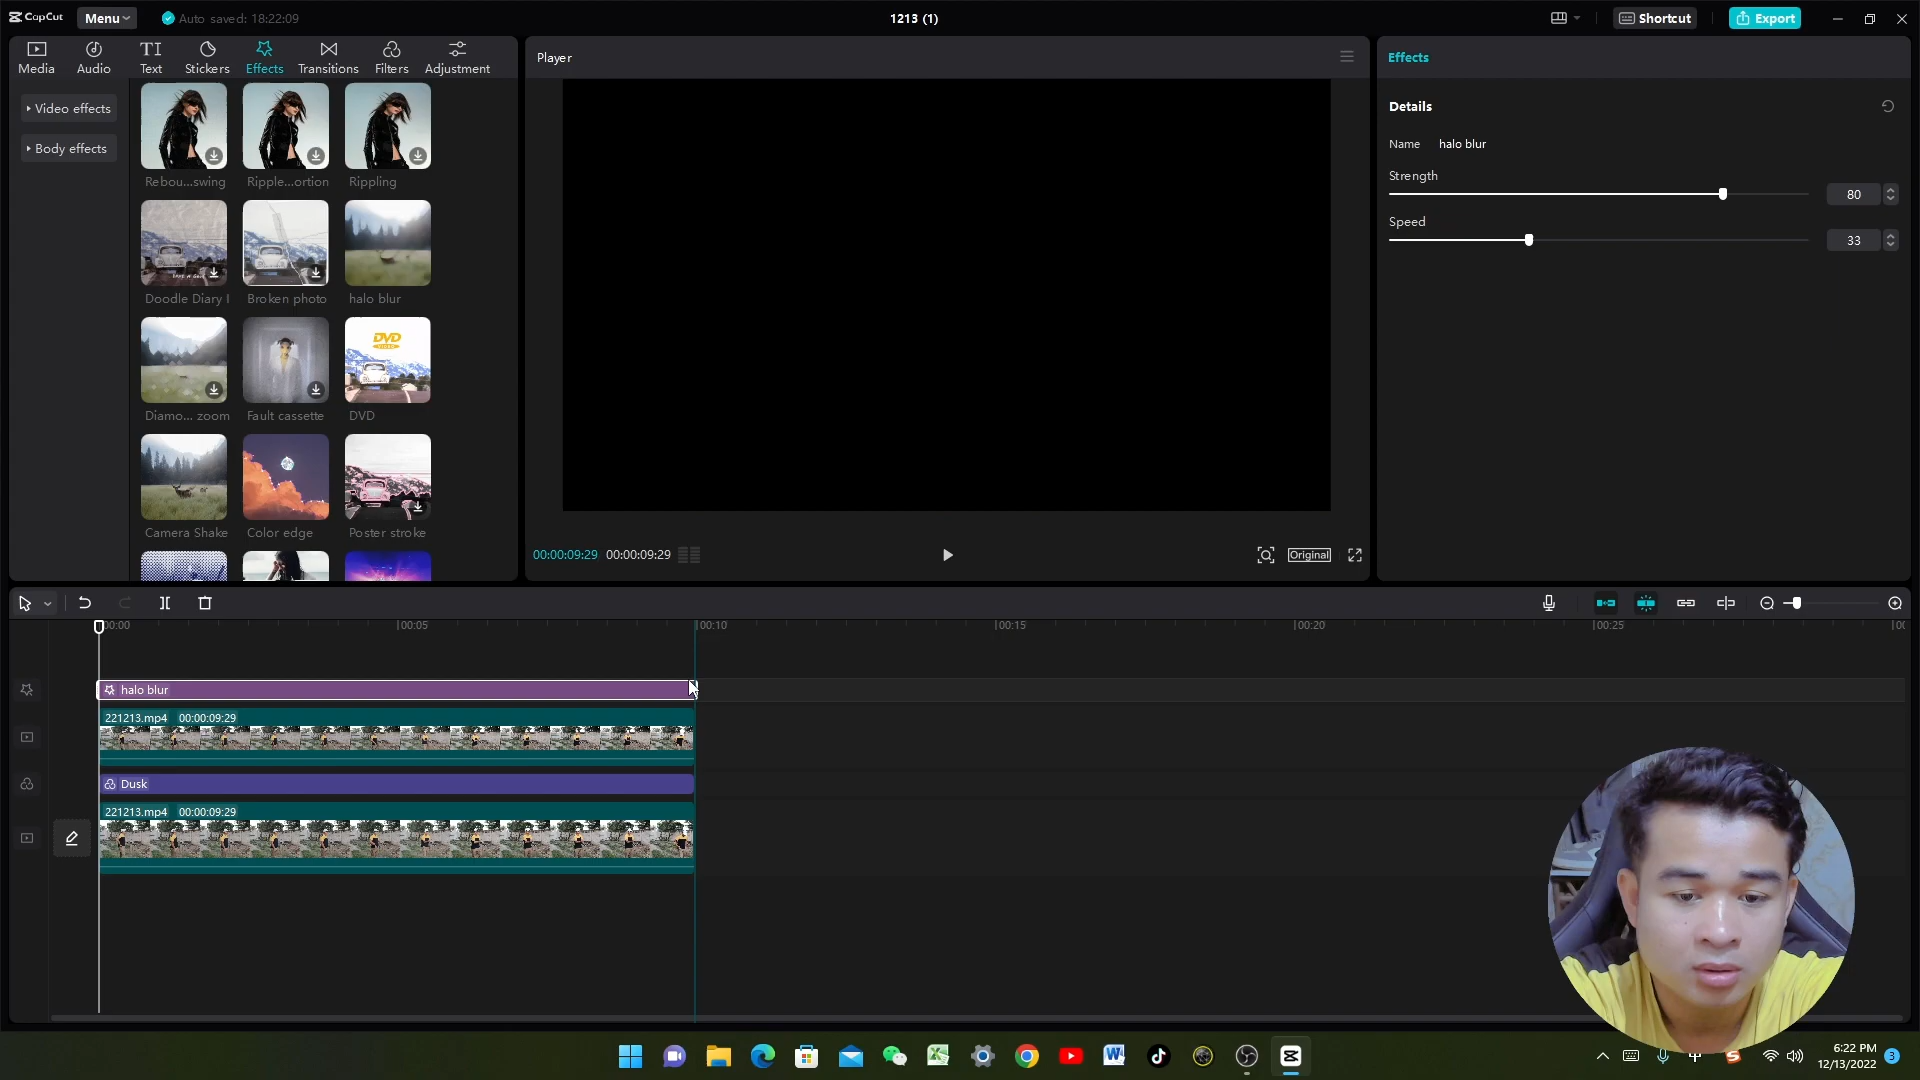 CapCut Menu Auto saved: 18:22:09 1213 (1) Shortcut Export
Media Audio Text Stickers Effects Transitions Filters Adjustment
Video effects
Body effects
Rebou...swing Ripple...ortion Rippling
Doodle Diary I Broken photo halo blur
Diamo... zoom Fault cassette DVD
DVD
VIDEO
Camera Shake Color edge Poster stroke
Player
00:00:09:29 00:00:09:29 Original
Effects
Details
Name halo blur
Strength
80
Speed
33
00:00 00:05 00:10 00:15 00:20 00:25
halo blur
221213.mp4 00:00:09:29
Dusk
221213.mp4 00:00:09:29
中
6:22 PM
12/13/2022
3